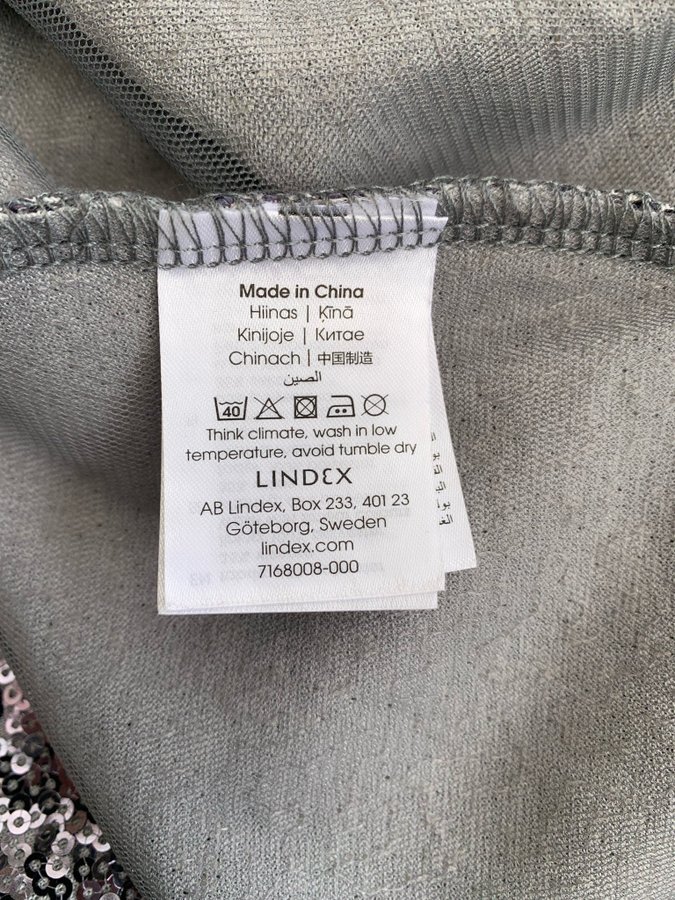 Made in China
Hiinas | Ķīnā
Kinijoje | Китае
Chinach | 中国制造
الصين
40
Think climate, wash in low
temperature, avoid tumble dry
LINDEX
AB Lindex, Box 233, 401 23
Göteborg, Sweden
lindex.com
7168008-000